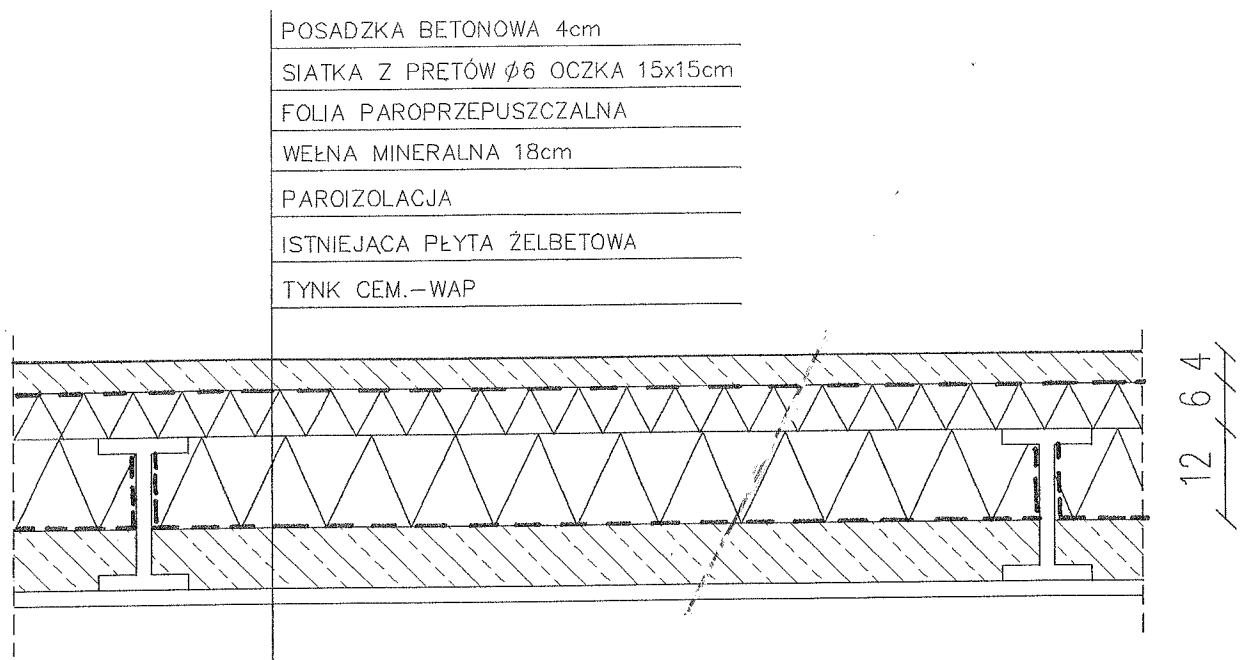 POSADZKA BETONOWA 4cm
SIATKA Z PRETÓW ø6 OCZKA 15x15cm
FOLIA PAROPRZEPUSZCZALNA
WEŁNA MINERALNA 18cm
PAROIZOLACJA
ISTNIEJĄCA PŁYTA ŻELBETOWA
TYNK CEM.-WAP
4
6
12